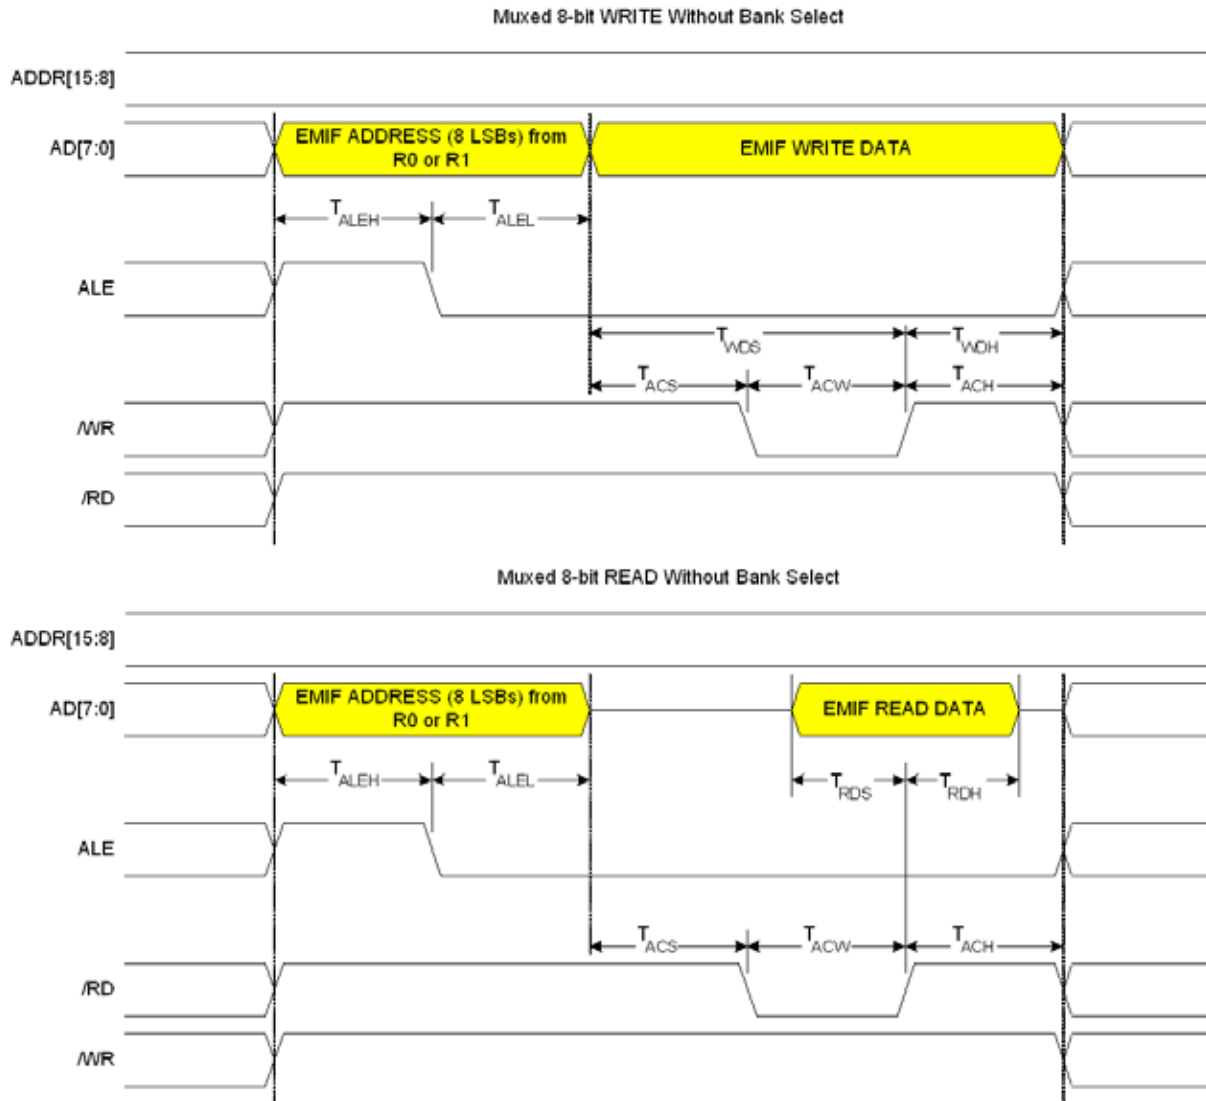 Muxed 8-bit WRITE Without Bank Select
ADDR[15:8]
AD[7:0]
EMIF ADDRESS (8 LSBs) from
R0 or R1
EMIF WRITE DATA
TALEH
TALEL
ALE
TWDS
TWDH
TACS
TACW
TACH
/WR
/RD
Muxed 8-bit READ Without Bank Select
ADDR[15:8]
AD[7:0]
EMIF ADDRESS (8 LSBs) from
R0 or R1
EMIF READ DATA
TALEH
TALEL
TRDS
TRDH
ALE
TACS
TACW
TACH
/RD
/WR